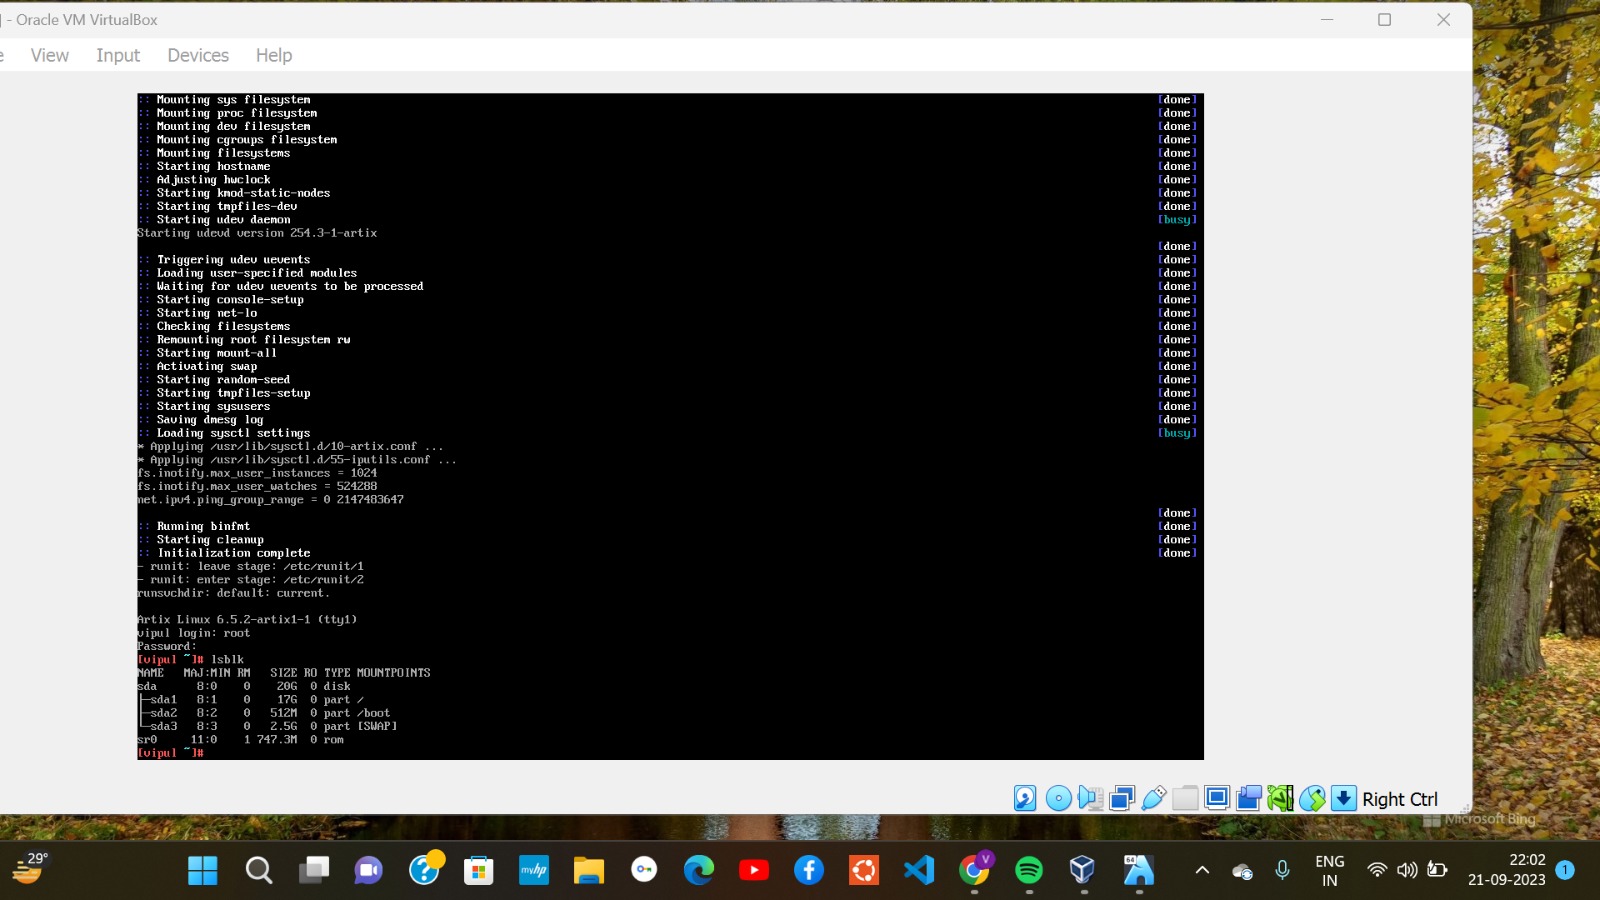 - Oracle VM VirtualBox
View Input Devices Help
:: Mounting sys filesystem [done]
:: Mounting proc filesystem [done]
:: Mounting dev filesystem [done]
:: Mounting cgroups filesystem [done]
:: Mounting filesystems [done]
:: Starting hostname [done]
:: Adjusting hwclock [done]
:: Starting kmod-static-nodes [done]
:: Starting tmpfiles-dev [done]
:: Starting udev daemon [busy]
Starting udevd version 254.3-1-artix
[done]
:: Triggering udev uevents [done]
:: Loading user-specified modules [done]
:: Waiting for udev uevents to be processed [done]
:: Starting console-setup [done]
:: Starting net-lo [done]
:: Checking filesystems [done]
:: Remounting root filesystem rw [done]
:: Starting mount-all [done]
:: Activating swap [done]
:: Starting random-seed [done]
:: Starting tmpfiles-setup [done]
:: Starting sysusers [done]
:: Saving dmesg log [done]
:: Loading sysctl settings [busy]
* Applying /usr/lib/sysctl.d/10-artix.conf ...
* Applying /usr/lib/sysctl.d/55-iputils.conf ...
fs.inotify.max_user_instances = 1024
fs.inotify.max_user_watches = 524288
net.ipv4.ping_group_range = 0 2147483647
[done]
:: Running binfmt [done]
:: Starting cleanup [done]
:: Initialization complete [done]
- runit: leave stage: /etc/runit/1
- runit: enter stage: /etc/runit/2
runsvchdir: default: current.
Artix Linux 6.5.2-artix1-1 (tty1)
vipul login: root
Password:
[vipul ~]# lsblk
NAME MAJ:MIN RM SIZE RO TYPE MOUNTPOINTS
sda 8:0 0 20G 0 disk
├─sda1 8:1 0 17G 0 part /
├─sda2 8:2 0 512M 0 part /boot
└─sda3 8:3 0 2.5G 0 part [SWAP]
sr0 11:0 1 747.3M 0 rom
[vipul ~]#
Right Ctrl
Microsoft Bing
29°
myhp
V
64
ENG
IN
22:02
21-09-2023
1